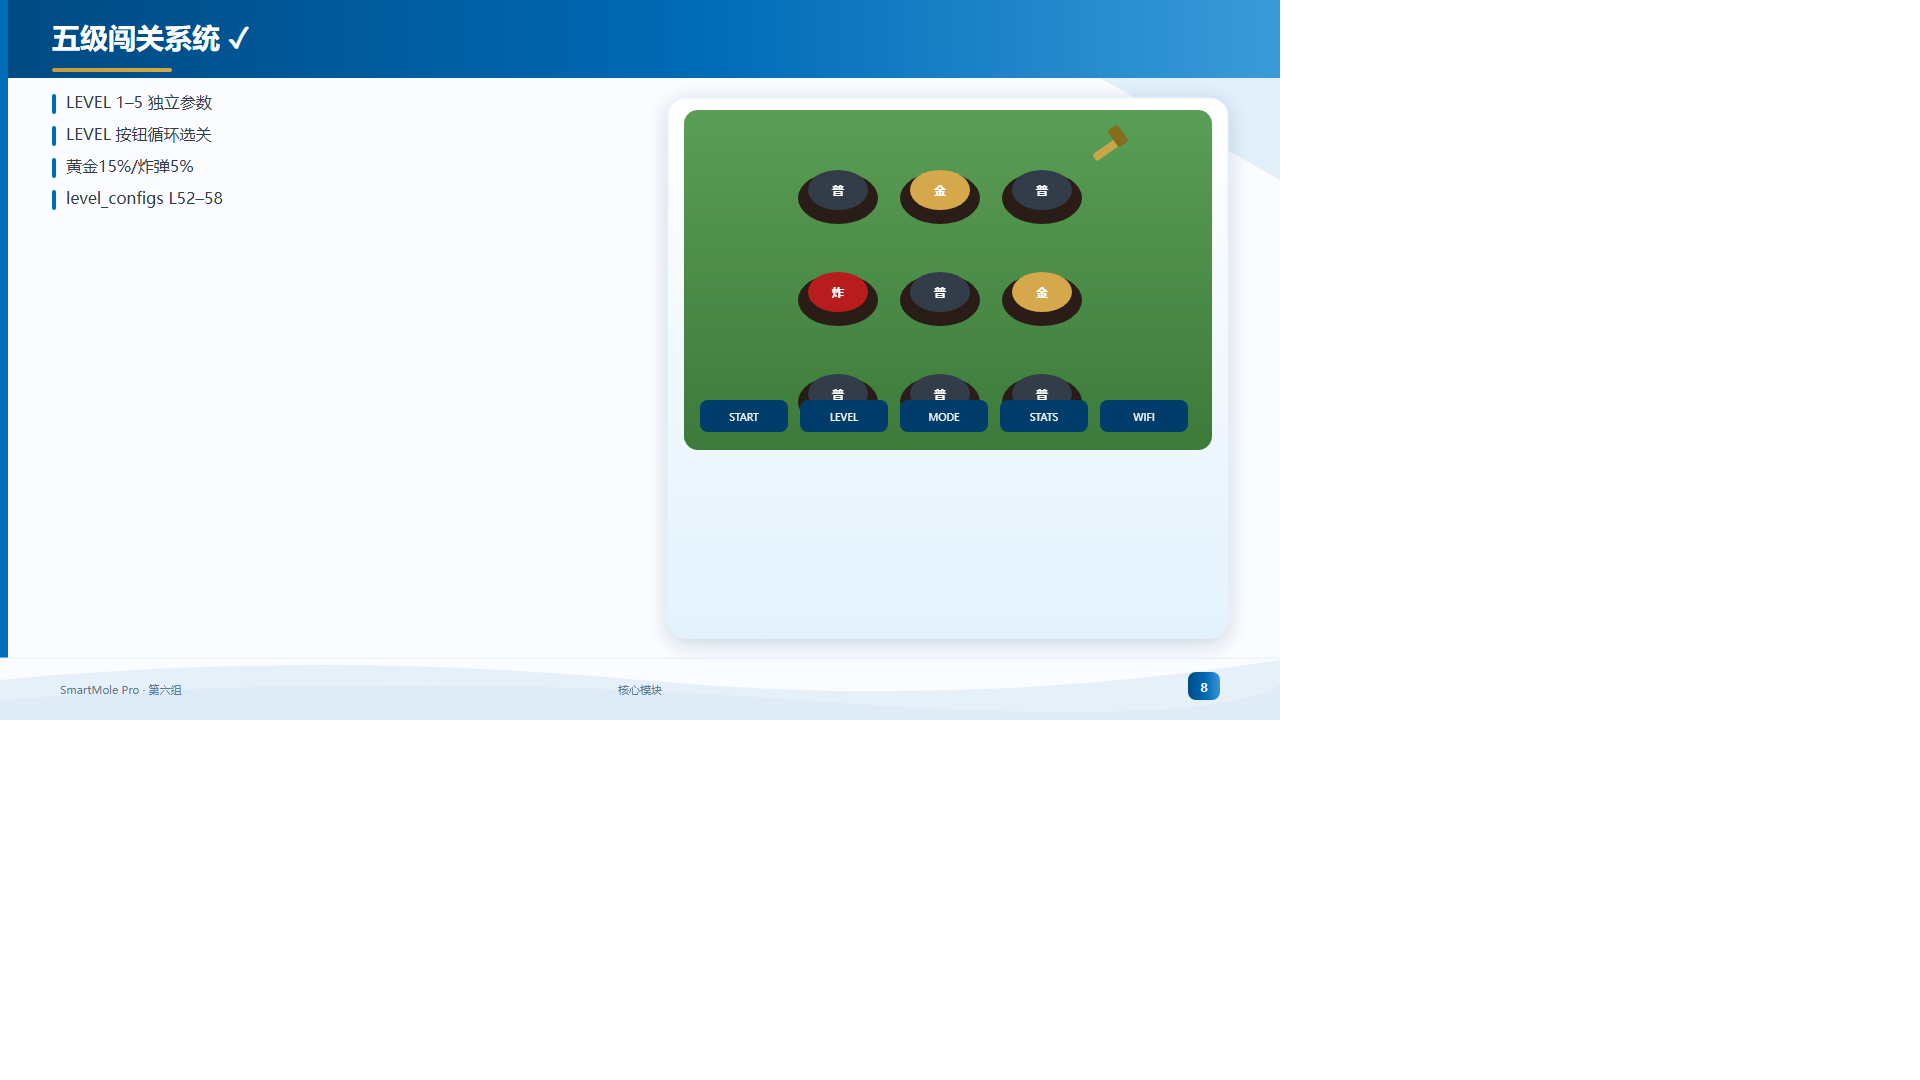 五级闯关系统 ✓
LEVEL 1–5 独立参数
LEVEL 按钮循环选关
黄金15%/炸弹5%
level_configs L52–58
普 金 普
炸 普 金
普 普 普
START LEVEL MODE STATS WIFI
SmartMole Pro · 第六组 核心模块 8